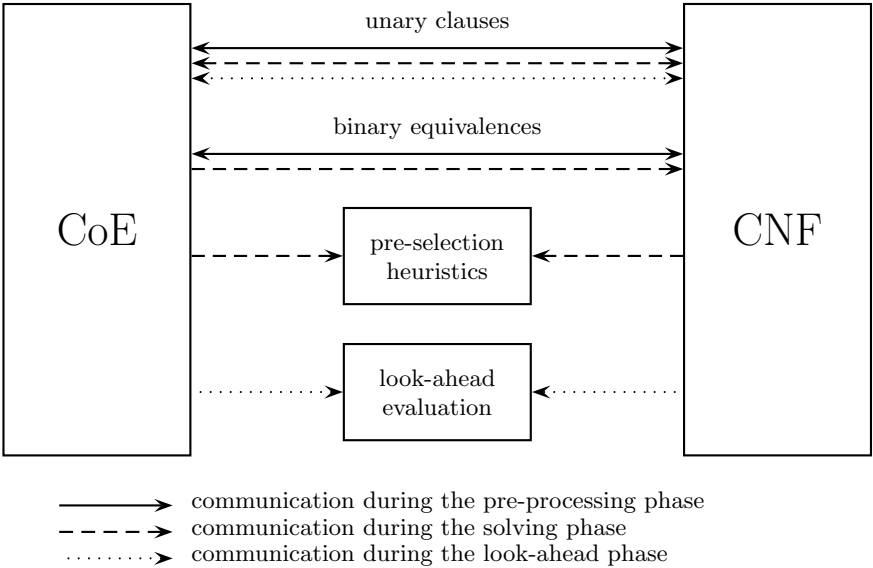 unary clauses
binary equivalences
CoE
CNF
pre-selection
heuristics
look-ahead
evaluation
communication during the pre-processing phase
communication during the solving phase
communication during the look-ahead phase